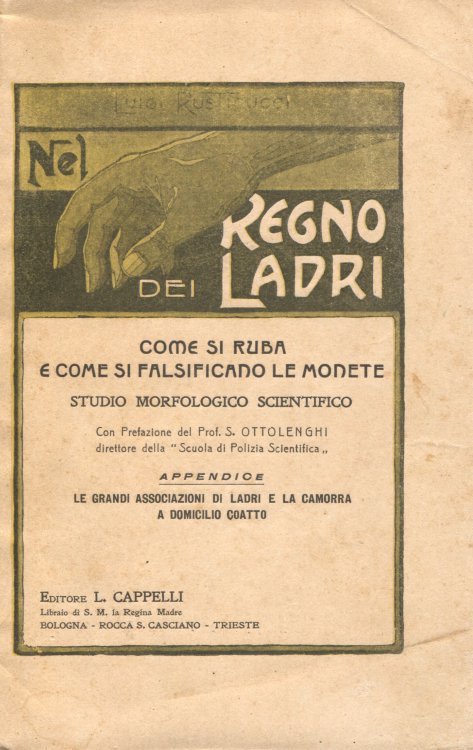 LUIGI RUSTICUCCI
Nel
REGNO
DEI LADRI
COME SI RUBA
E COME SI FALSIFICANO LE MONETE
STUDIO MORFOLOGICO SCIENTIFICO
Con Prefazione del Prof. S. OTTOLENGHI
direttore della “Scuola di Polizia Scientifica„
APPENDICE
LE GRANDI ASSOCIAZIONI DI LADRI E LA CAMORRA
A DOMICILIO ÇOATTO
EDITORE L. CAPPELLI
Libraio di S. M. la Regina Madre
BOLOGNA - ROCCA S. CASCIANO - TRIESTE